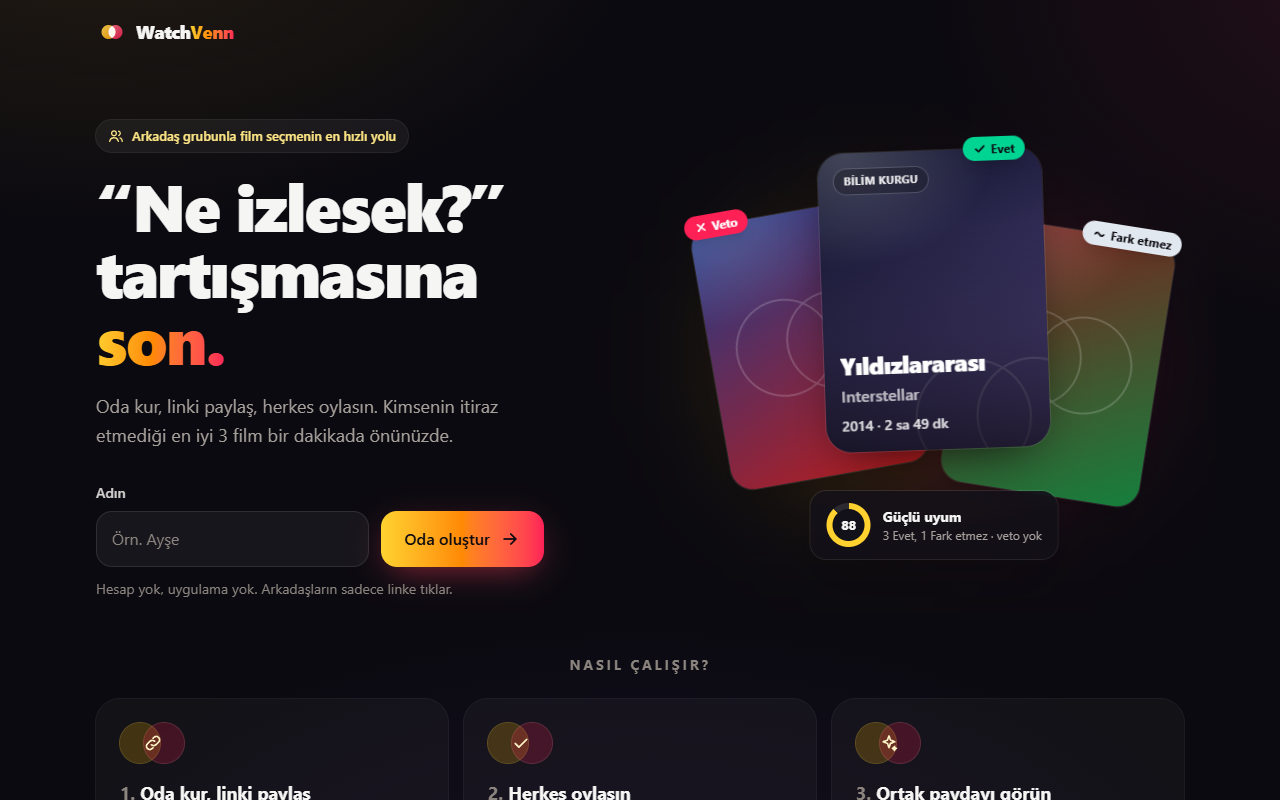 WatchVenn
Arkadaş grubunla film seçmenin en hızlı yolu
“Ne izlesek?”
tartışmasına
son.
Oda kur, linki paylaş, herkes oylasın. Kimsenin itiraz
etmediği en iyi 3 film bir dakikada önünüzde.
Adın
Örn. Ayşe
Oda oluştur
Hesap yok, uygulama yok. Arkadaşların sadece linke tıklar.
Veto
Evet
BİLİM KURGU
Fark etmez
Yıldızlararası
Interstellar
2014 · 2 sa 49 dk
88
Güçlü uyum
3 Evet, 1 Fark etmez · veto yok
NASIL ÇALIŞIR?
1. Oda kur, linki paylaş
2. Herkes oylasın
3. Ortak paydayı görün